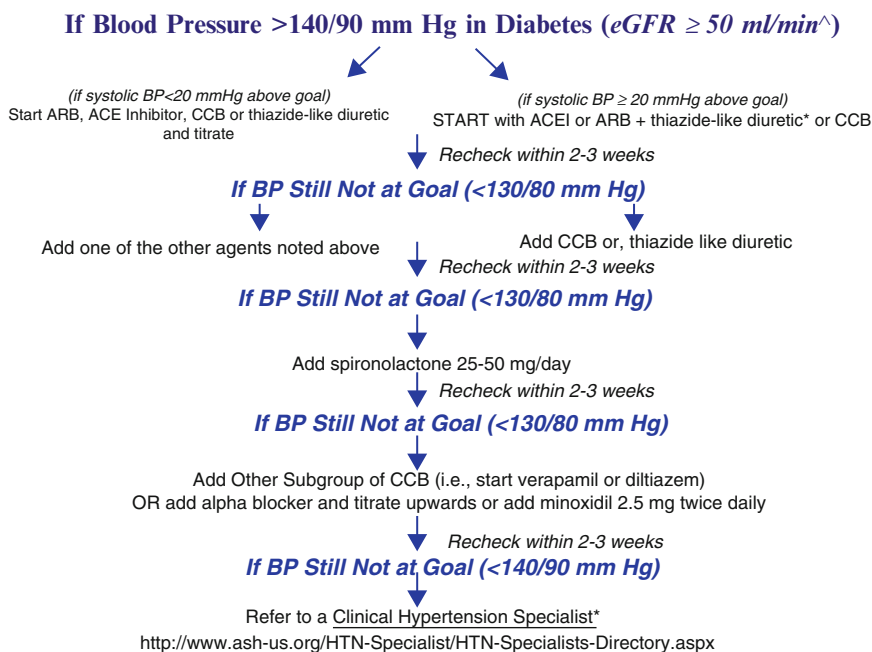 If Blood Pressure >140/90 mm Hg in Diabetes (eGFR ≥ 50 ml/min^)
(if systolic BP<20 mmHg above goal)
Start ARB, ACE Inhibitor, CCB or thiazide-like diuretic
and titrate
(if systolic BP ≥ 20 mmHg above goal)
START with ACEI or ARB + thiazide-like diuretic* or CCB
Recheck within 2-3 weeks
If BP Still Not at Goal (<130/80 mm Hg)
Add one of the other agents noted above
Add CCB or, thiazide like diuretic
Recheck within 2-3 weeks
If BP Still Not at Goal (<130/80 mm Hg)
Add spironolactone 25-50 mg/day
Recheck within 2-3 weeks
If BP Still Not at Goal (<130/80 mm Hg)
Add Other Subgroup of CCB (i.e., start verapamil or diltiazem)
OR add alpha blocker and titrate upwards or add minoxidil 2.5 mg twice daily
Recheck within 2-3 weeks
If BP Still Not at Goal (<140/90 mm Hg)
Refer to a Clinical Hypertension Specialist*
http://www.ash-us.org/HTN-Specialist/HTN-Specialists-Directory.aspx